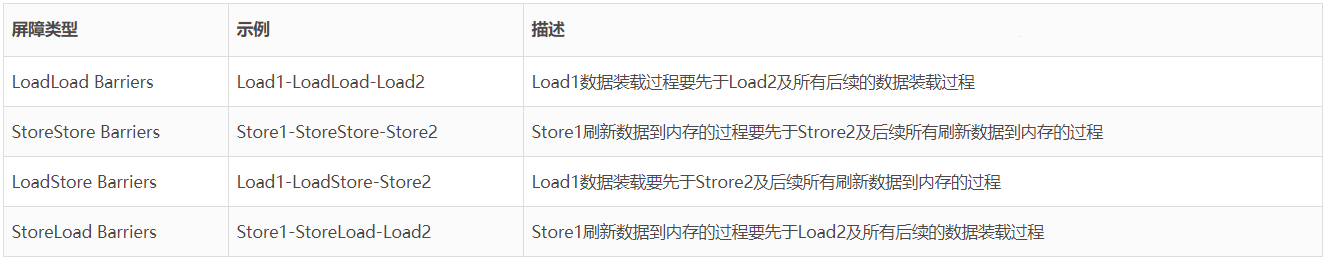 屏障类型 示例 描述
LoadLoad Barriers Load1-LoadLoad-Load2 Load1数据装载过程要先于Load2及所有后续的数据装载过程
StoreStore Barriers Store1-StoreStore-Store2 Store1刷新数据到内存的过程要先于Strore2及后续所有刷新数据到内存的过程
LoadStore Barriers Load1-LoadStore-Store2 Load1数据装载要先于Strore2及后续所有刷新数据到内存的过程
StoreLoad Barriers Store1-StoreLoad-Load2 Store1刷新数据到内存的过程要先于Load2及所有后续的数据装载过程